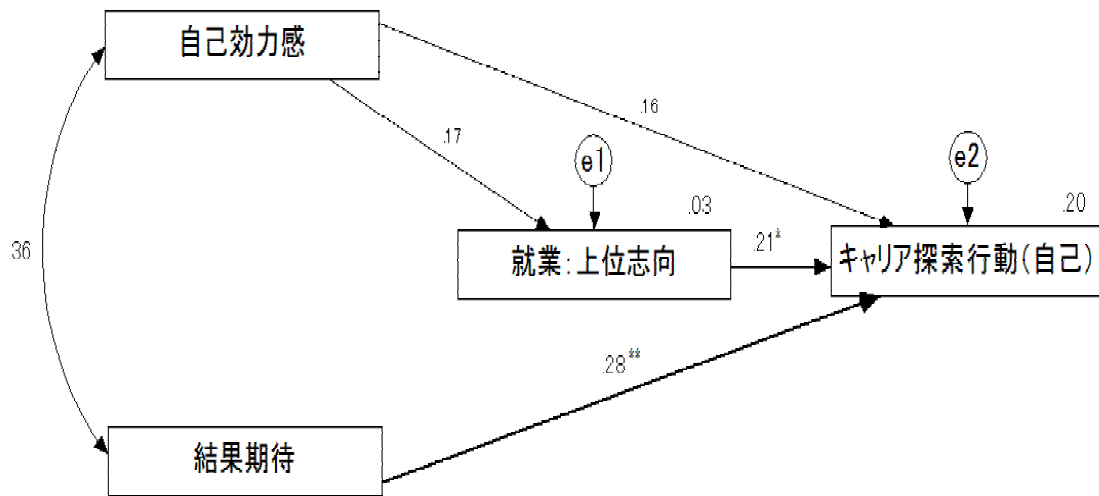 自己効力感
.16
.17
e1
e2
.03
.20
36
就業:上位志向
.21*
キャリア探索行動(自己)
.28**
結果期待